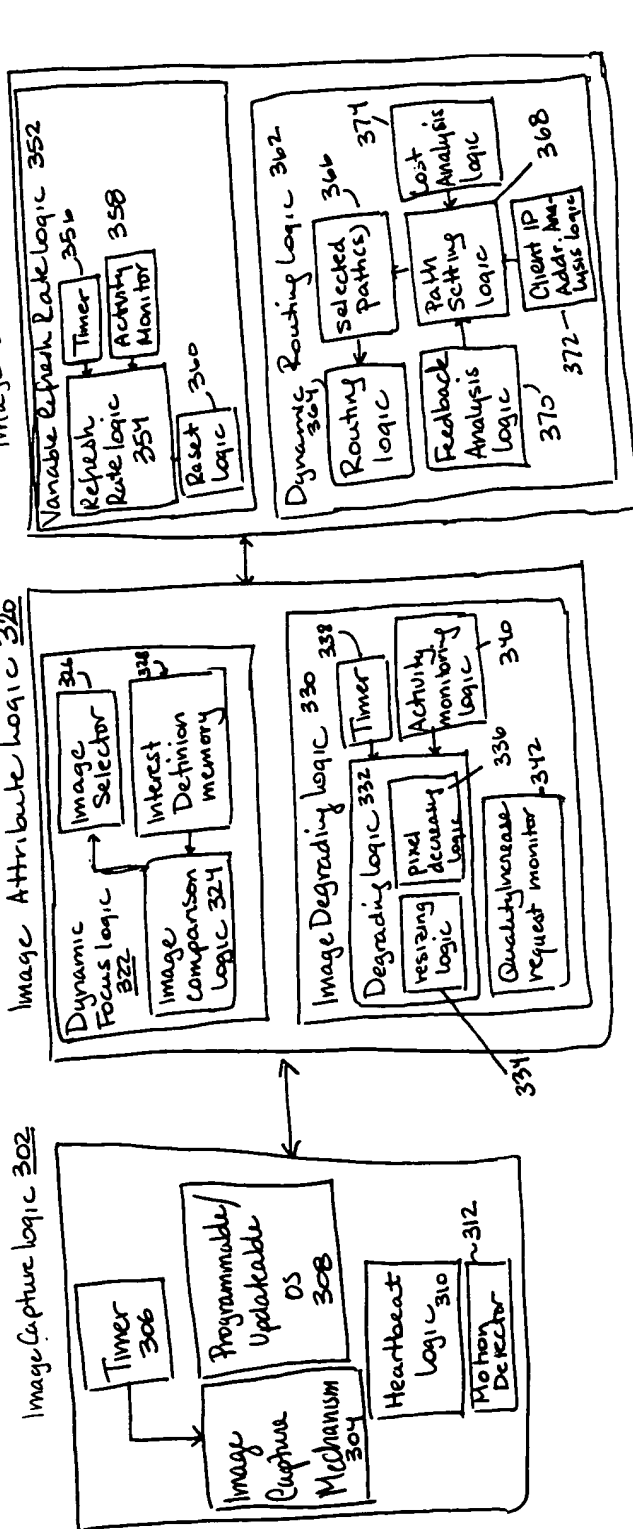 Image Capture Logic 302
Timer
306
Programmable/
Updateable
OS
308
Image
Capture
Mechanism
304
Heartbeat
Logic 310
Motion
Detector
312
Image Attribute Logic 320
Dynamic
Focus logic
322
Image
Selector
326
Interest
Definion
memory
328
Image
comparison
logic 324
Image Degrading Logic 330
Degrading Logic 332
Timer
338
Activity
monitoring
logic
340
resizing
logic
334
pixel
decreasing
logic
336
Quality Increase
request monitor
342
Image
Variable Refresh Rate logic 352
Refresh
Rate logic
354
Timer
356
Activity
Monitor
358
Reset
Logic
360
Dynamic Routing Logic 362
364
Routing
logic
selected
path(s)
366
Cost
Analysis
logic
374
Feedback
Analysis
Logic
370
Path
Setting
logic
368
Client IP
Addr. Ana-
lysis logic
372